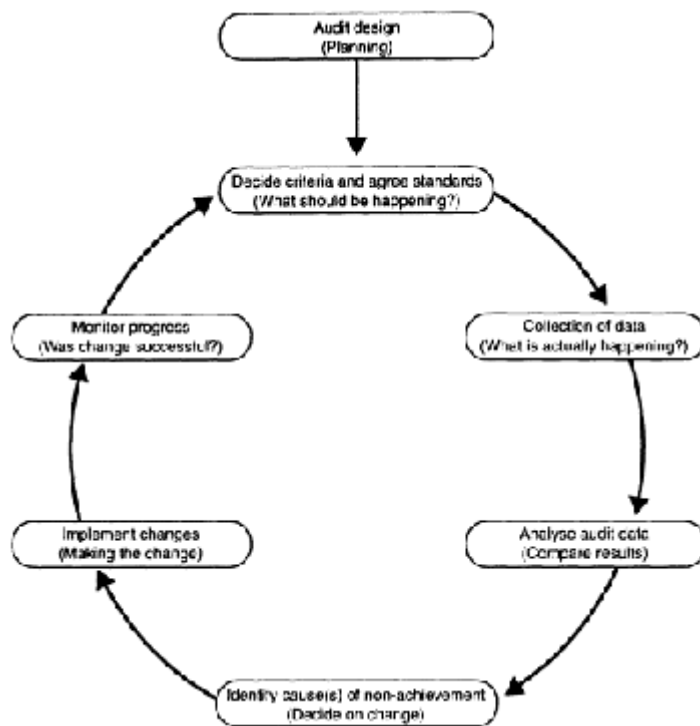 Audit design
(Planning)
Decide criteria and agree standards
(What should be happening?)
Collection of data
(What is actually happening?)
Analyse audit data
(Compare results)
Identify cause(s) of non-achievement
(Decide on change)
Implement changes
(Making the change)
Monitor progress
(Was change successful?)